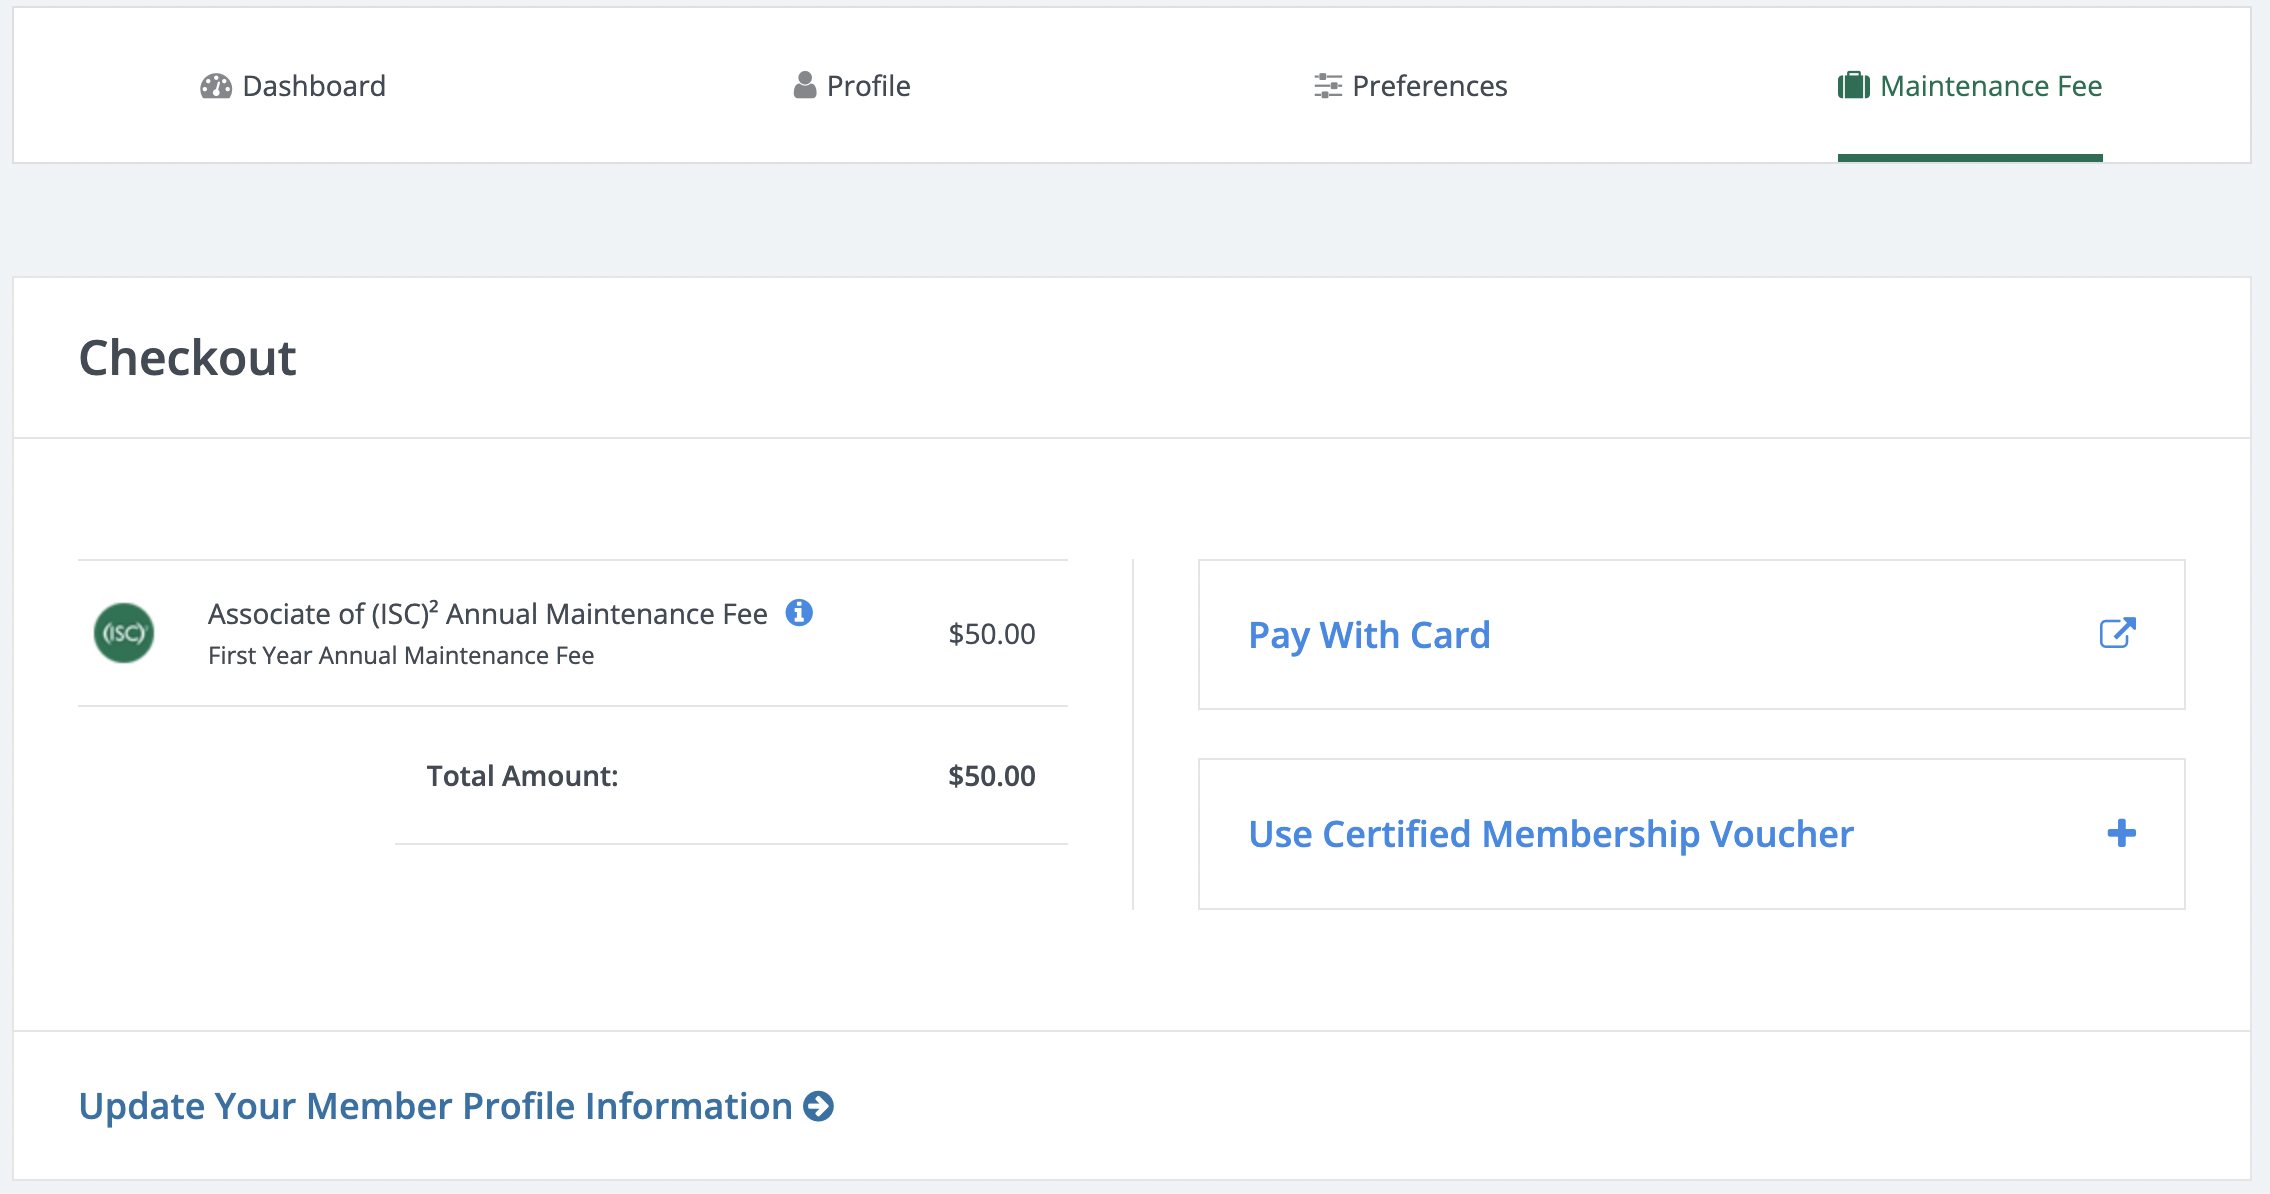 Dashboard
Profile
Preferences
Maintenance Fee
Checkout
(ISC)²
Associate of (ISC)² Annual Maintenance Fee
First Year Annual Maintenance Fee
$50.00
Total Amount:
$50.00
Pay With Card
Use Certified Membership Voucher
Update Your Member Profile Information